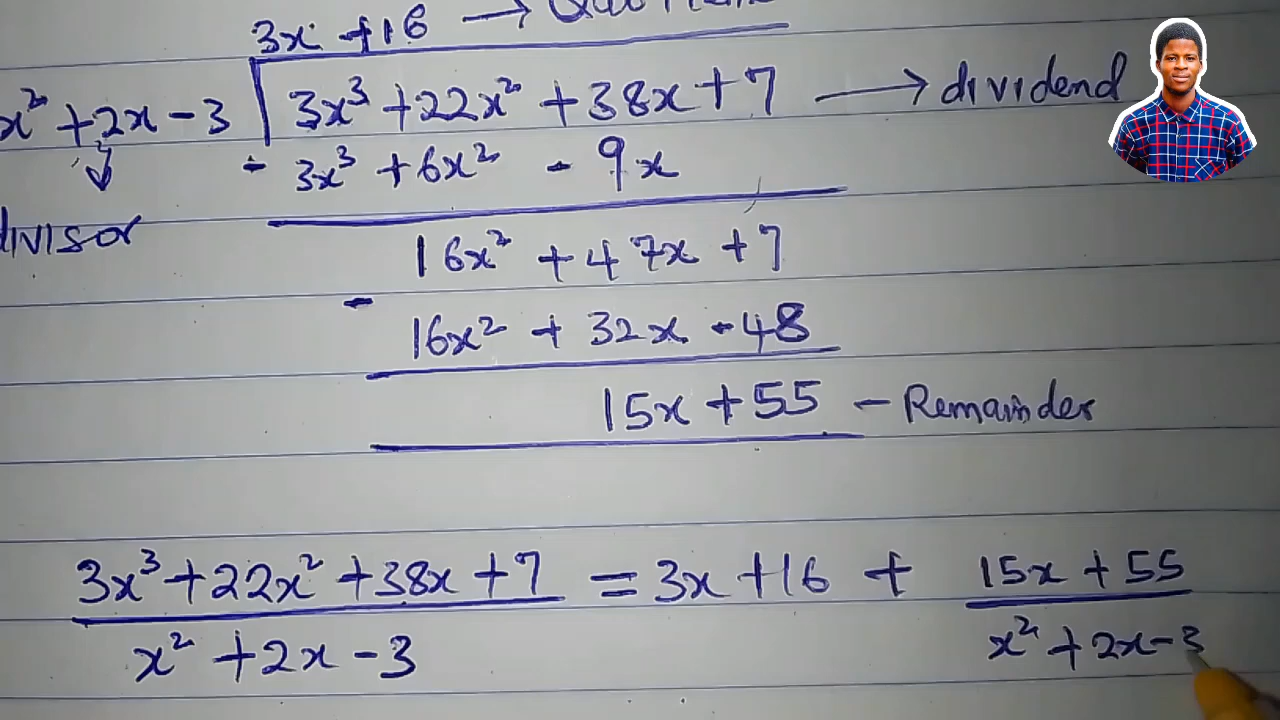 3x + 16 →
x² + 2x - 3 | 3x³ + 22x² + 38x + 7 → dividend
- 3x³ + 6x² - 9x
divisor
16x² + 47x + 7
-
16x² + 32x - 48
15x + 55 - Remainder
3x³ + 22x² + 38x + 7 = 3x + 16 + 15x + 55
x² + 2x - 3 x² + 2x - 3